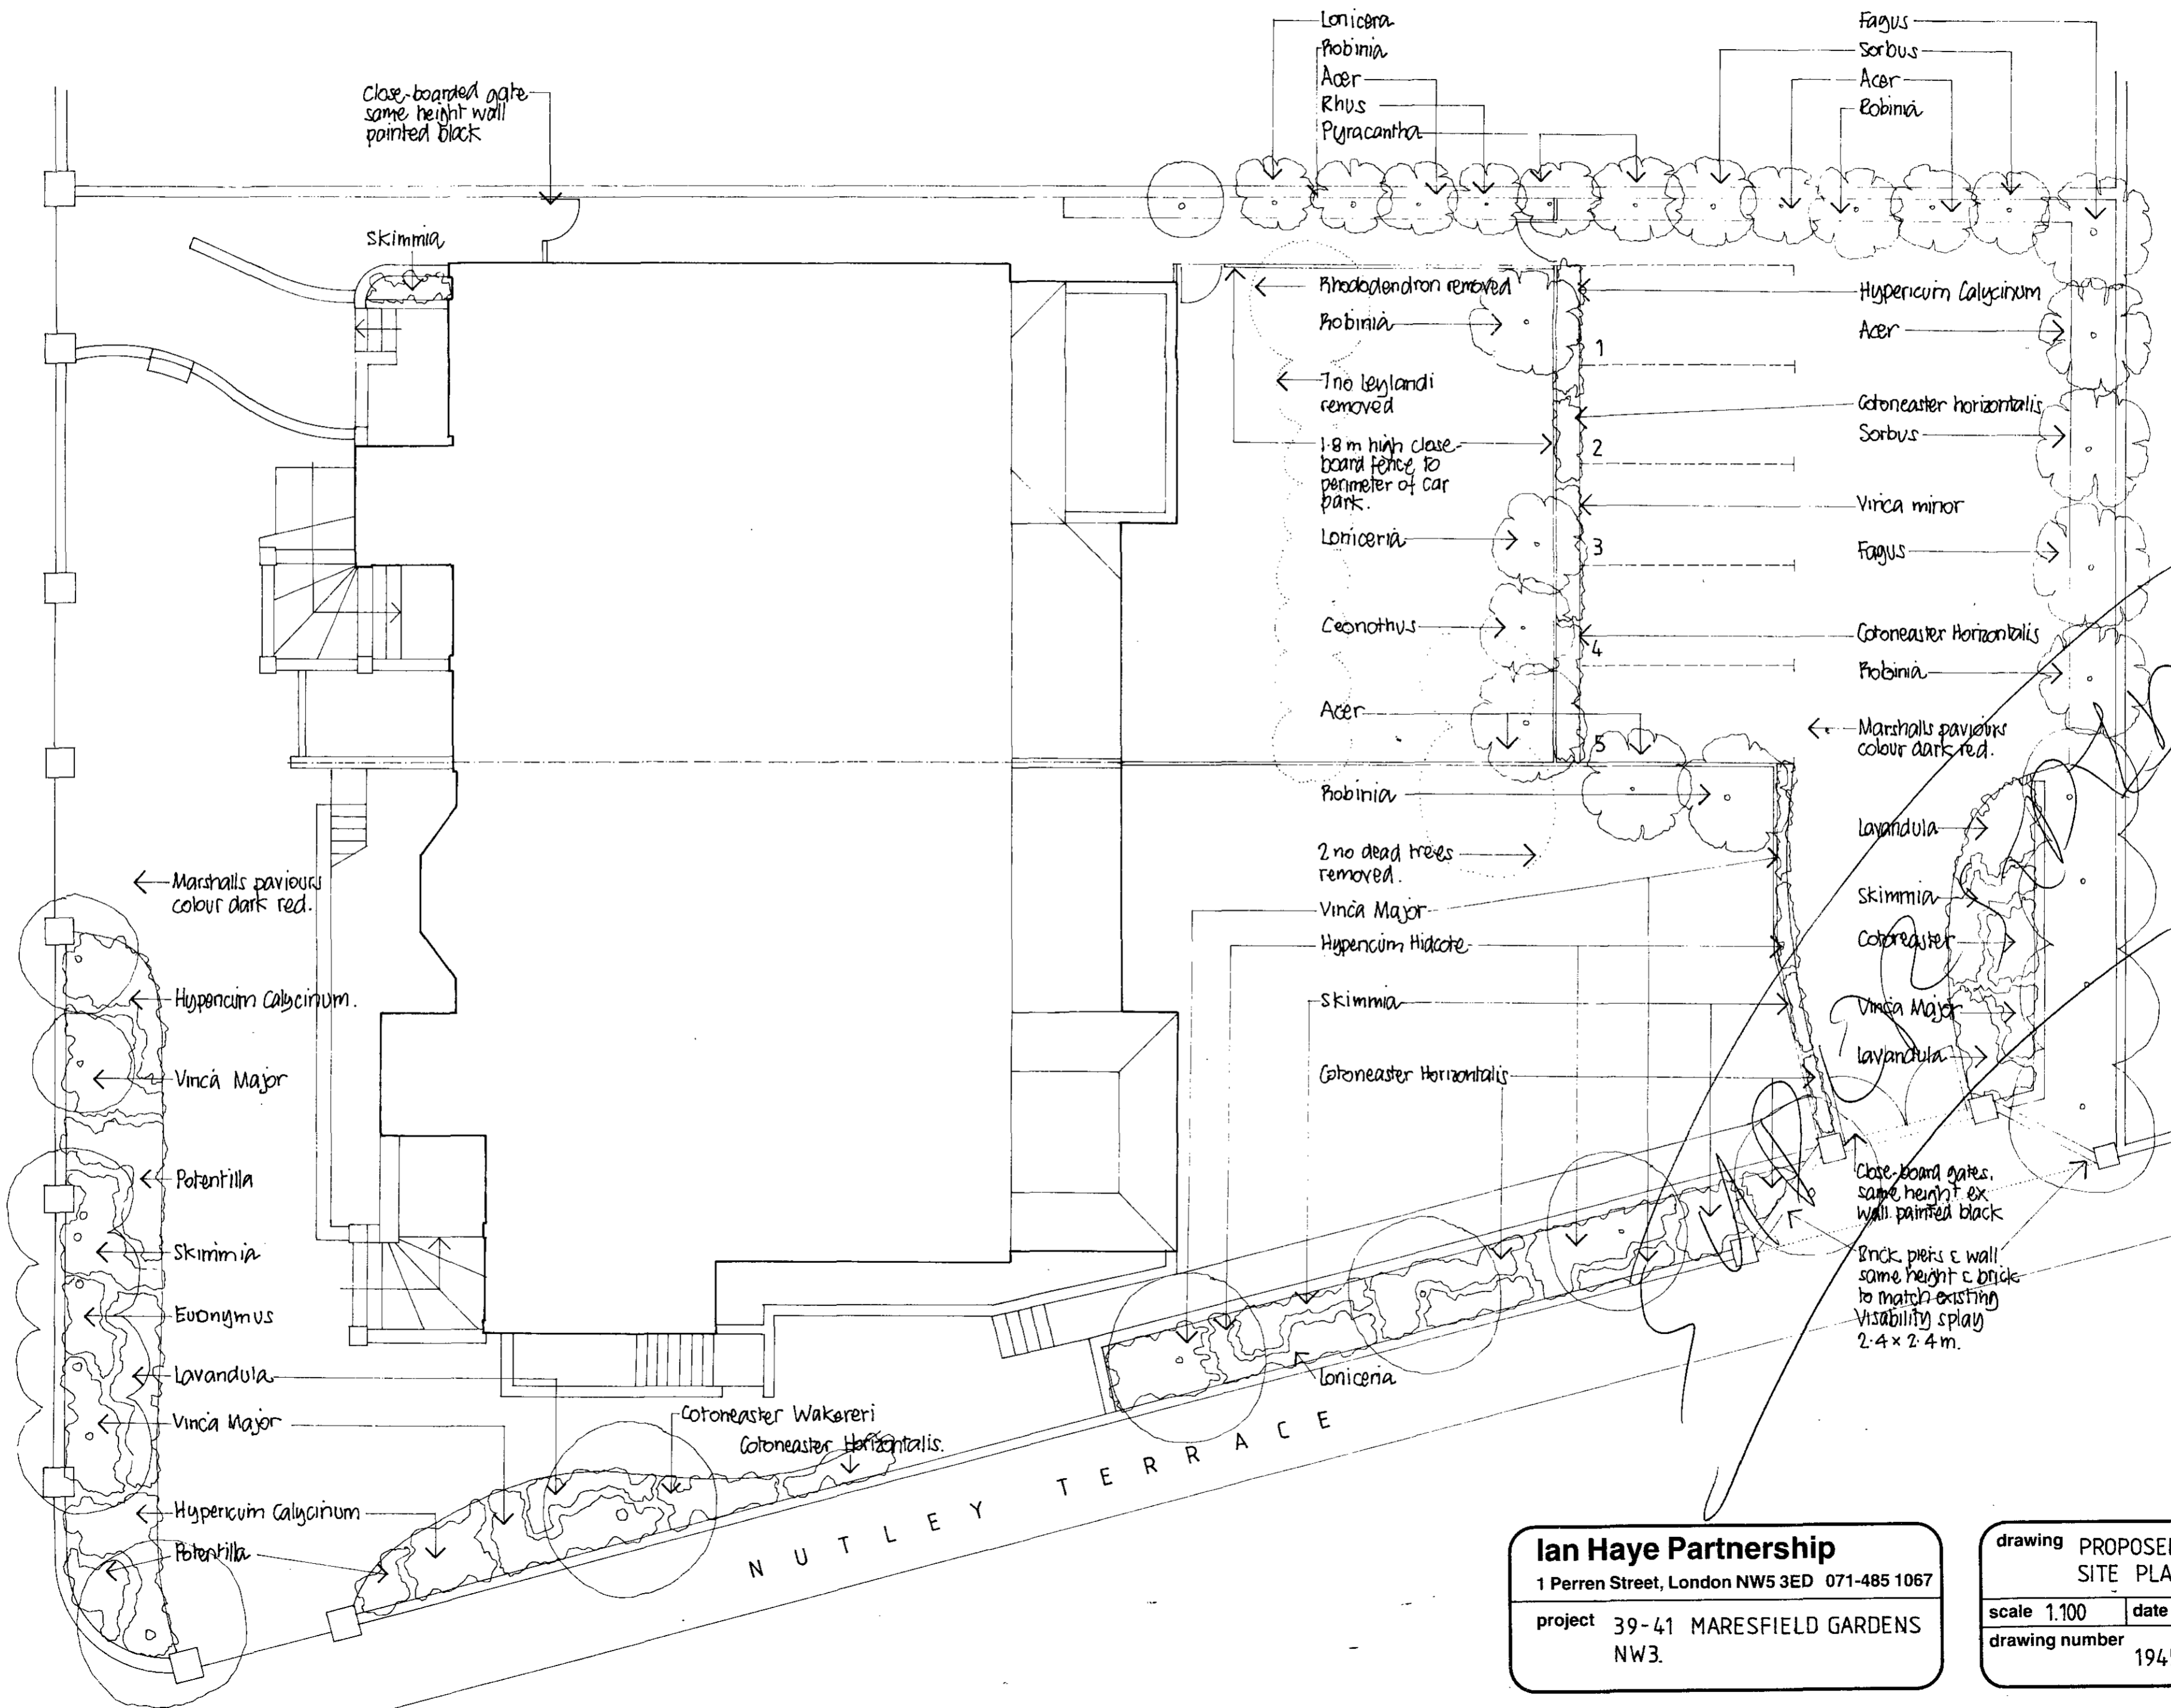 Close-boarded gate
same height wall
painted black
Skimmia
Lonicera
Robinia
Acer
Rhus
Pyracantha
Fagus
Sorbus
Acer
Robinia
Rhododendron removed
Robinia
7no leylandi
removed
1·8 m high close-
board fence to
perimeter of car
park.
Loniceria
Ceonothus
Acer
Robinia
2 no dead trees
removed.
Vinca Major
Hypericum Hidcote
Skimmia
Cotoneaster Horizontalis
1
2
3
4
5
Hypericum Calycinum
Acer
Cotoneaster horizontalis
Sorbus
Vinca minor
Fagus
Cotoneaster Horizontalis
Robinia
Marshalls paviours
colour dark red.
Lavandula
Skimmia
Cotoneaster
Vinca Major
Lavandula
Close-board gates.
same height ex
wall painted black
Brick piers & wall
same height & brick
to match existing
Visability splay
2·4 × 2·4 m.
Marshalls paviours
colour dark red.
Hypericum Calycinum.
Vinca Major
Potentilla
Skimmia
Euonymus
Lavandula
Vinca Major
Hypericum Calycinum
Potentilla
Cotoneaster Wakereri
Cotoneaster Horizontalis.
Loniceria
NUTLEY TERRACE
Ian Haye Partnership
1 Perren Street, London NW5 3ED 071-485 1067
project 39-41 MARESFIELD GARDENS
NW3.
drawing PROPOSE
SITE PLA
scale 1.100 date
drawing number
194